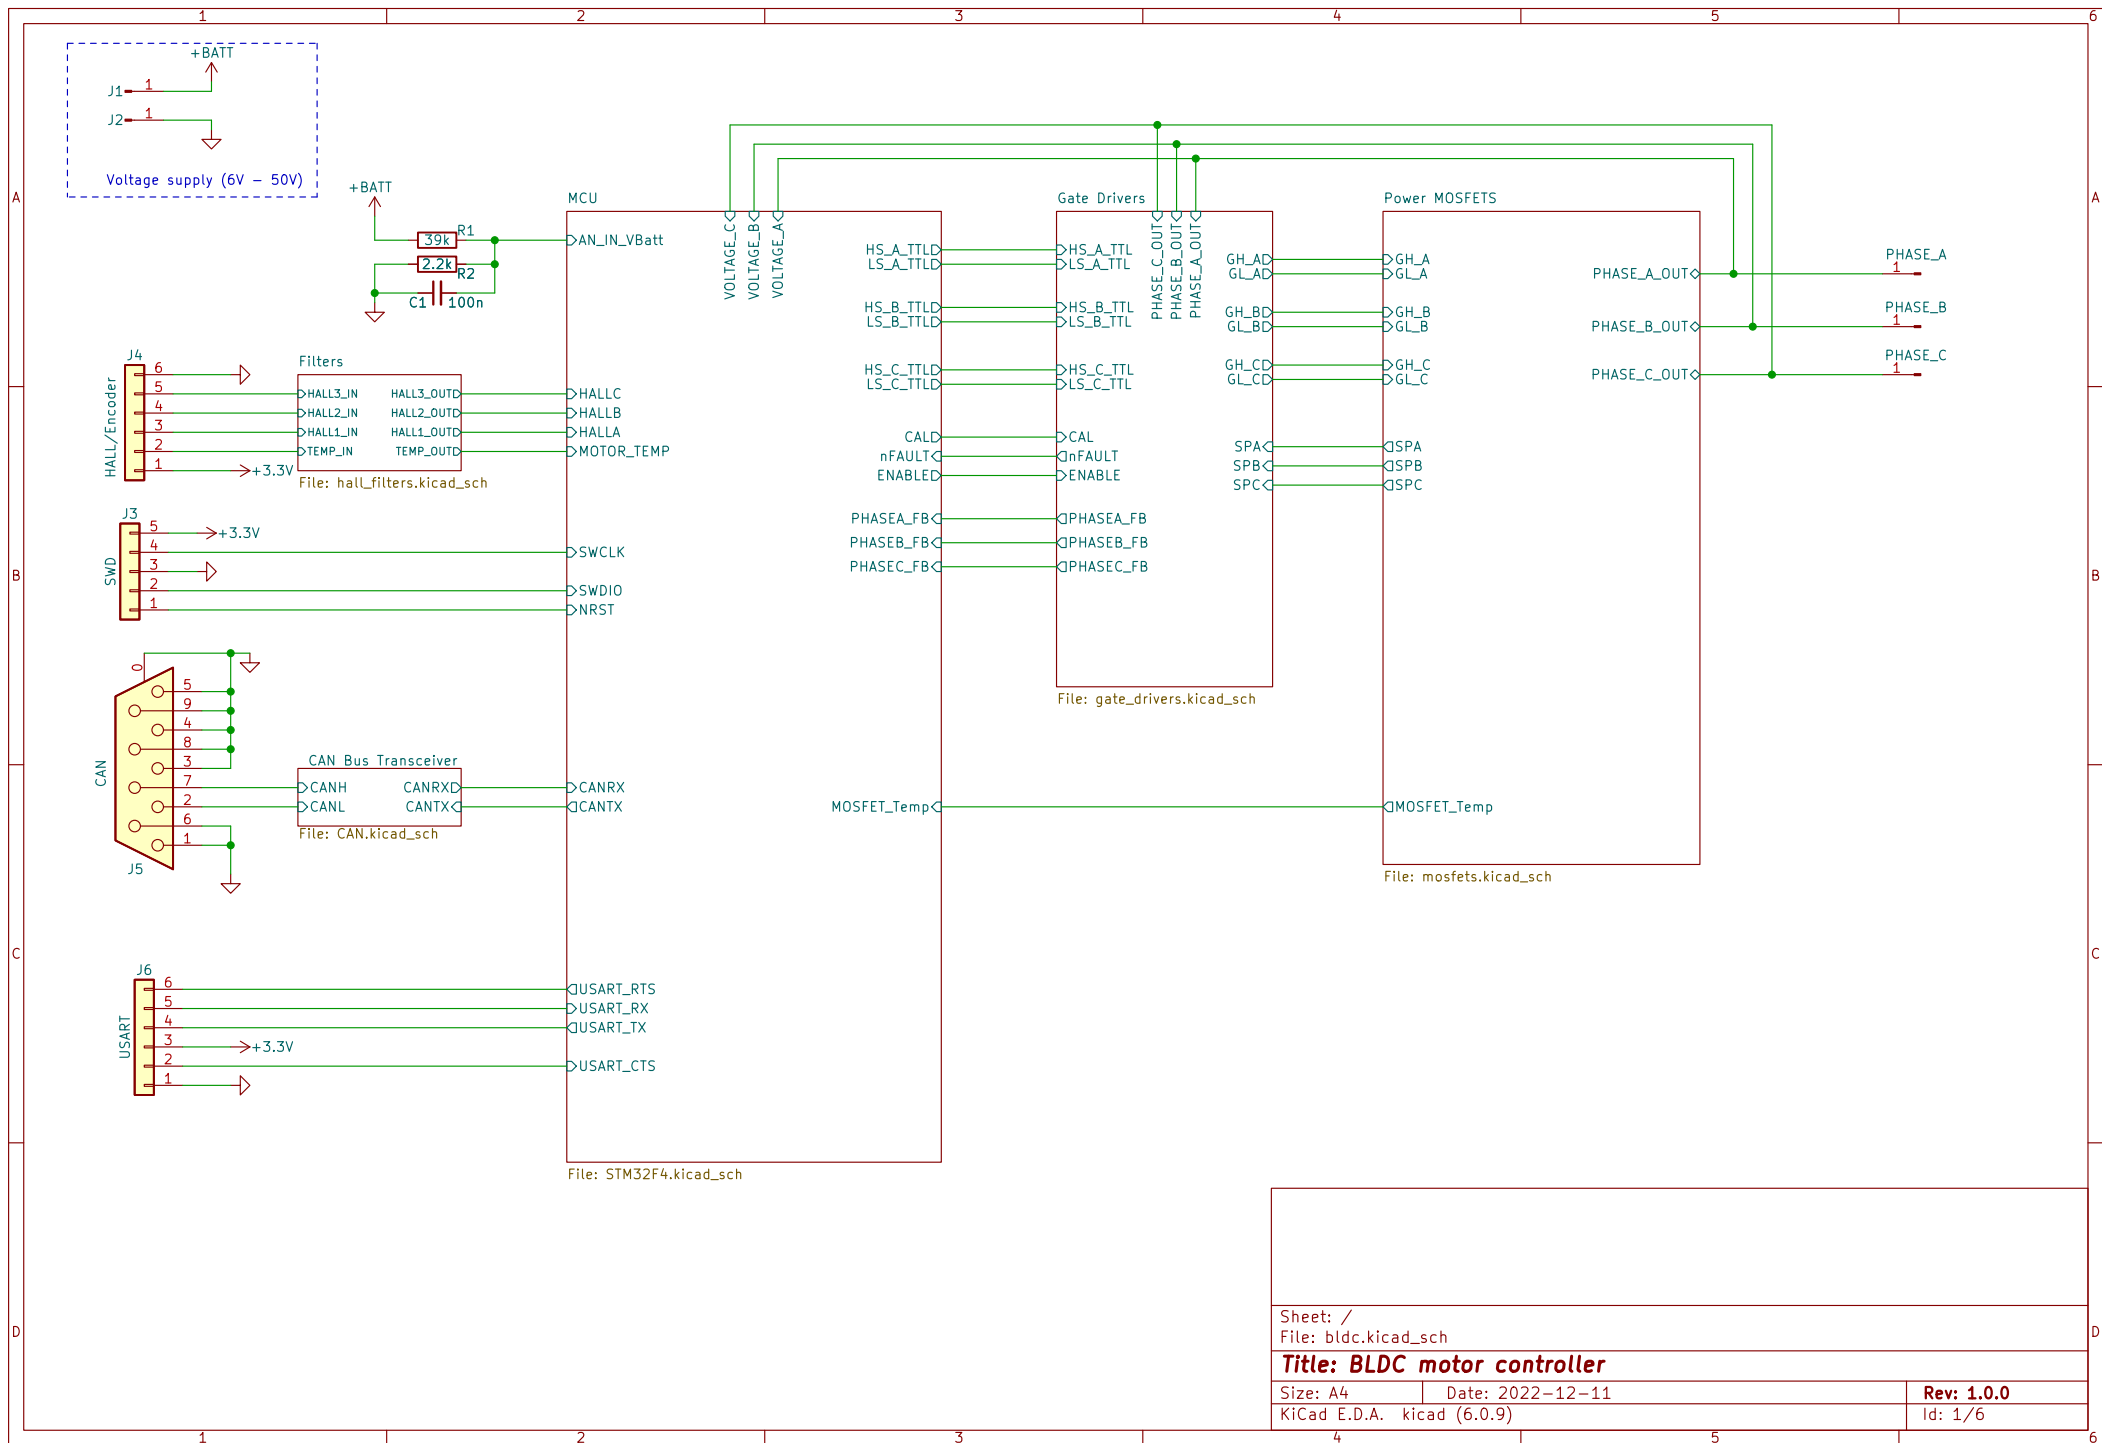 1 2 3 4 5 6
+BATT
J1 1
J2 1
Voltage supply (6V - 50V)
A A
+BATT
39k R1
2.2k R2
C1 100n
MCU
AN_IN_VBatt
VOLTAGE_C
VOLTAGE_B
VOLTAGE_A
HS_A_TTL
LS_A_TTL
HS_B_TTL
LS_B_TTL
HS_C_TTL
LS_C_TTL
CAL
nFAULT
ENABLE
PHASEA_FB
PHASEB_FB
PHASEC_FB
Gate Drivers
PHASE_C_OUT
PHASE_B_OUT
PHASE_A_OUT
HS_A_TTL
LS_A_TTL
HS_B_TTL
LS_B_TTL
HS_C_TTL
LS_C_TTL
CAL
nFAULT
ENABLE
PHASEA_FB
PHASEB_FB
PHASEC_FB
GH_A
GL_A
GH_B
GL_B
GH_C
GL_C
SPA
SPB
SPC
File: gate_drivers.kicad_sch
Power MOSFETS
GH_A
GL_A
GH_B
GL_B
GH_C
GL_C
SPA
SPB
SPC
PHASE_A_OUT
PHASE_B_OUT
PHASE_C_OUT
PHASE_A
1
PHASE_B
1
PHASE_C
1
J4
HALL/Encoder
6
5
4
3
2
1 +3.3V
Filters
HALL3_IN HALL3_OUT
HALL2_IN HALL2_OUT
HALL1_IN HALL1_OUT
TEMP_IN TEMP_OUT
File: hall_filters.kicad_sch
HALLC
HALLB
HALLA
MOTOR_TEMP
J3
SWD
5 +3.3V
4
3
2
1
SWCLK
SWDIO
NRST
B B
0
5
9
4
8
3
7
2
6
1
CAN
J5
CAN Bus Transceiver
CANH CANRX
CANL CANTX
File: CAN.kicad_sch
CANRX
CANTX
MOSFET_Temp
MOSFET_Temp
File: mosfets.kicad_sch
C C
J6
USART
6
5
4
3 +3.3V
2
1
USART_RTS
USART_RX
USART_TX
USART_CTS
File: STM32F4.kicad_sch
D D
Sheet: /
File: bldc.kicad_sch
Title: BLDC motor controller
Size: A4 Date: 2022-12-11 Rev: 1.0.0
KiCad E.D.A. kicad (6.0.9) Id: 1/6
1 2 3 4 5 6